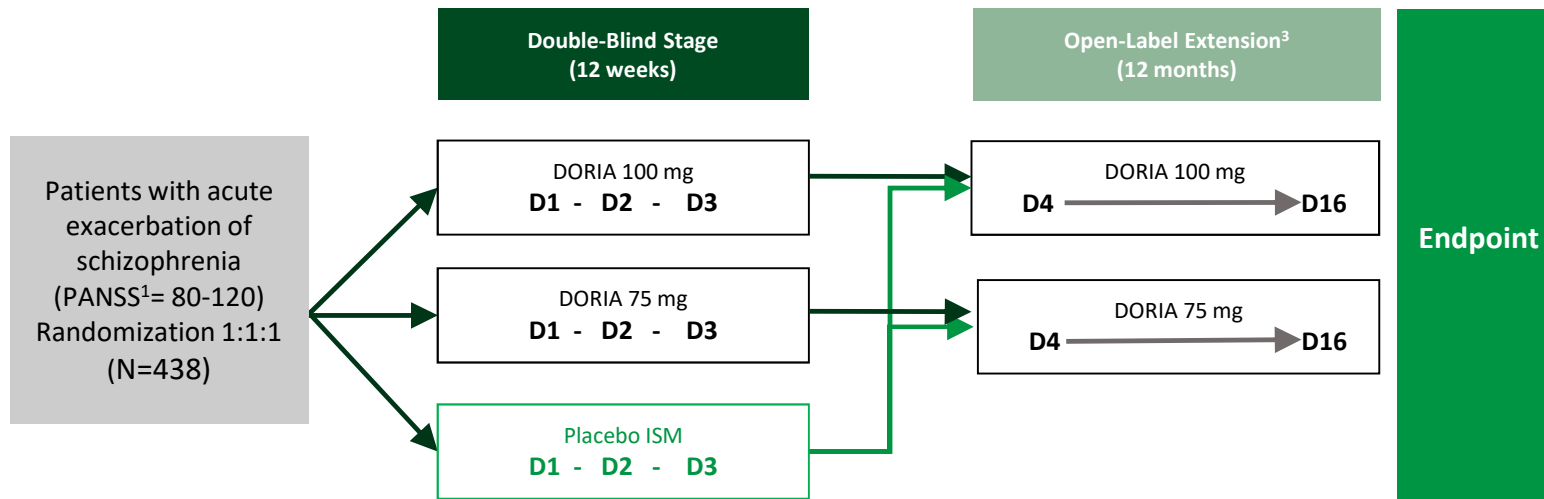 Double-Blind Stage
(12 weeks)
Open-Label Extension³
(12 months)
Patients with acute
exacerbation of
schizophrenia
(PANSS¹= 80-120)
Randomization 1:1:1
(N=438)
DORIA 100 mg
D1 - D2 - D3
DORIA 75 mg
D1 - D2 - D3
Placebo ISM
D1 - D2 - D3
DORIA 100 mg
D4 D16
DORIA 75 mg
D4 D16
Endpoint